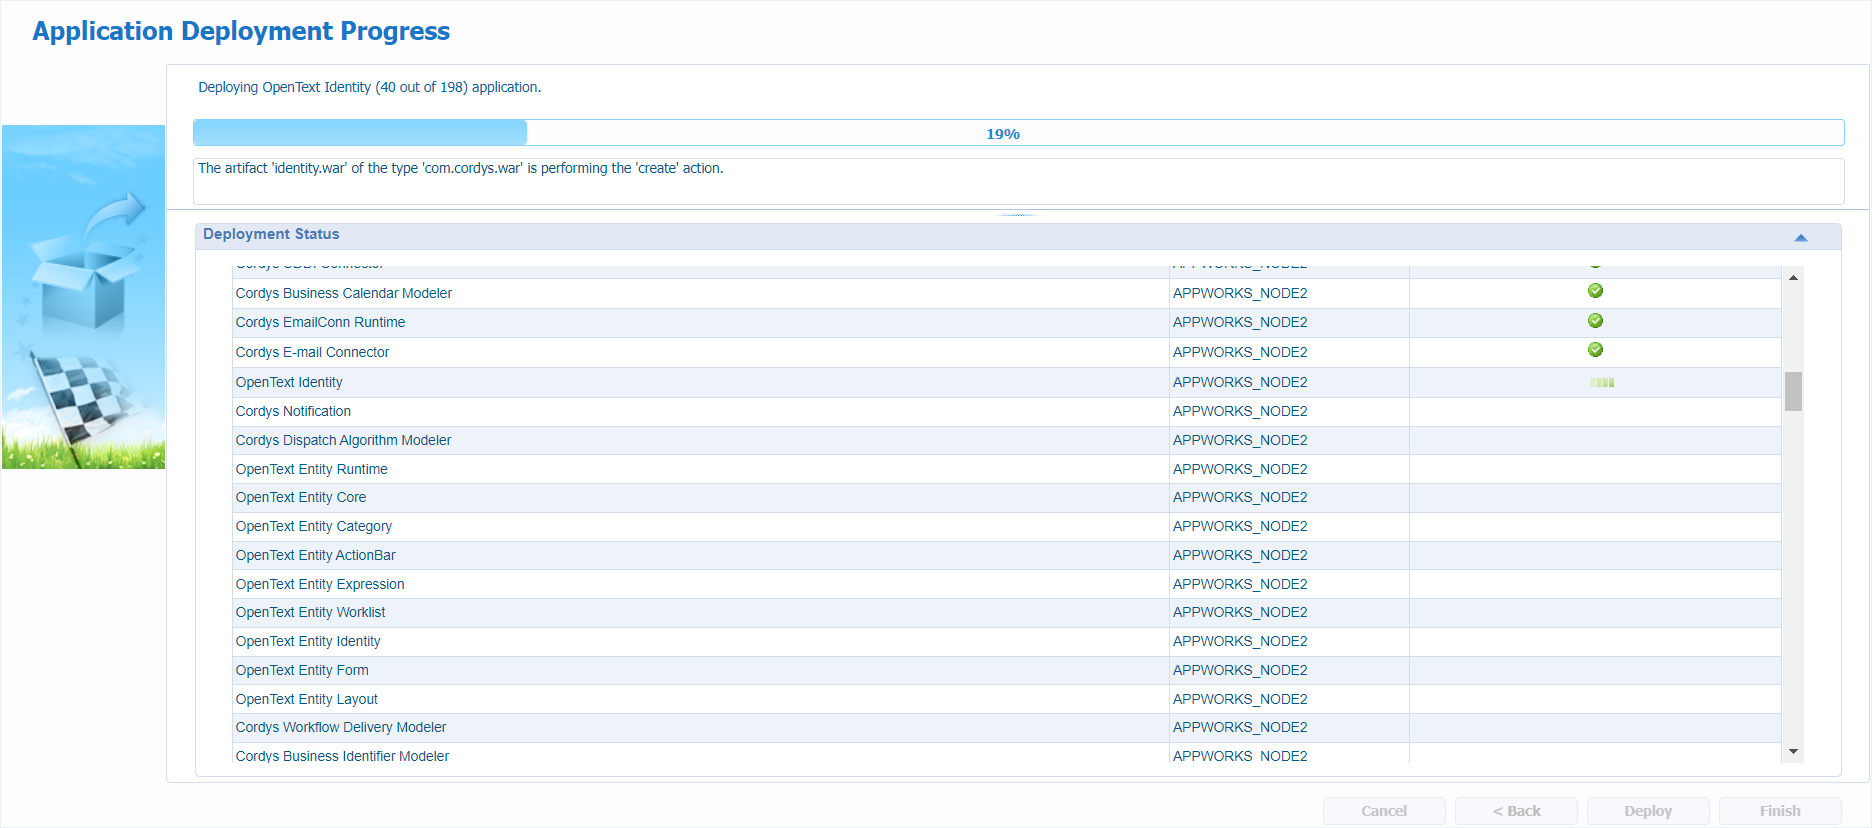 Application Deployment Progress
Deploying OpenText Identity (40 out of 198) application.
19%
The artifact 'identity.war' of the type 'com.cordys.war' is performing the 'create' action.
Deployment Status
Cordys Connector APPWORKS_NODE2
Cordys Business Calendar Modeler APPWORKS_NODE2
Cordys EmailConn Runtime APPWORKS_NODE2
Cordys E-mail Connector APPWORKS_NODE2
OpenText Identity APPWORKS_NODE2
Cordys Notification APPWORKS_NODE2
Cordys Dispatch Algorithm Modeler APPWORKS_NODE2
OpenText Entity Runtime APPWORKS_NODE2
OpenText Entity Core APPWORKS_NODE2
OpenText Entity Category APPWORKS_NODE2
OpenText Entity ActionBar APPWORKS_NODE2
OpenText Entity Expression APPWORKS_NODE2
OpenText Entity Worklist APPWORKS_NODE2
OpenText Entity Identity APPWORKS_NODE2
OpenText Entity Form APPWORKS_NODE2
OpenText Entity Layout APPWORKS_NODE2
Cordys Workflow Delivery Modeler APPWORKS_NODE2
Cordys Business Identifier Modeler APPWORKS_NODE2
Cancel < Back Deploy Finish